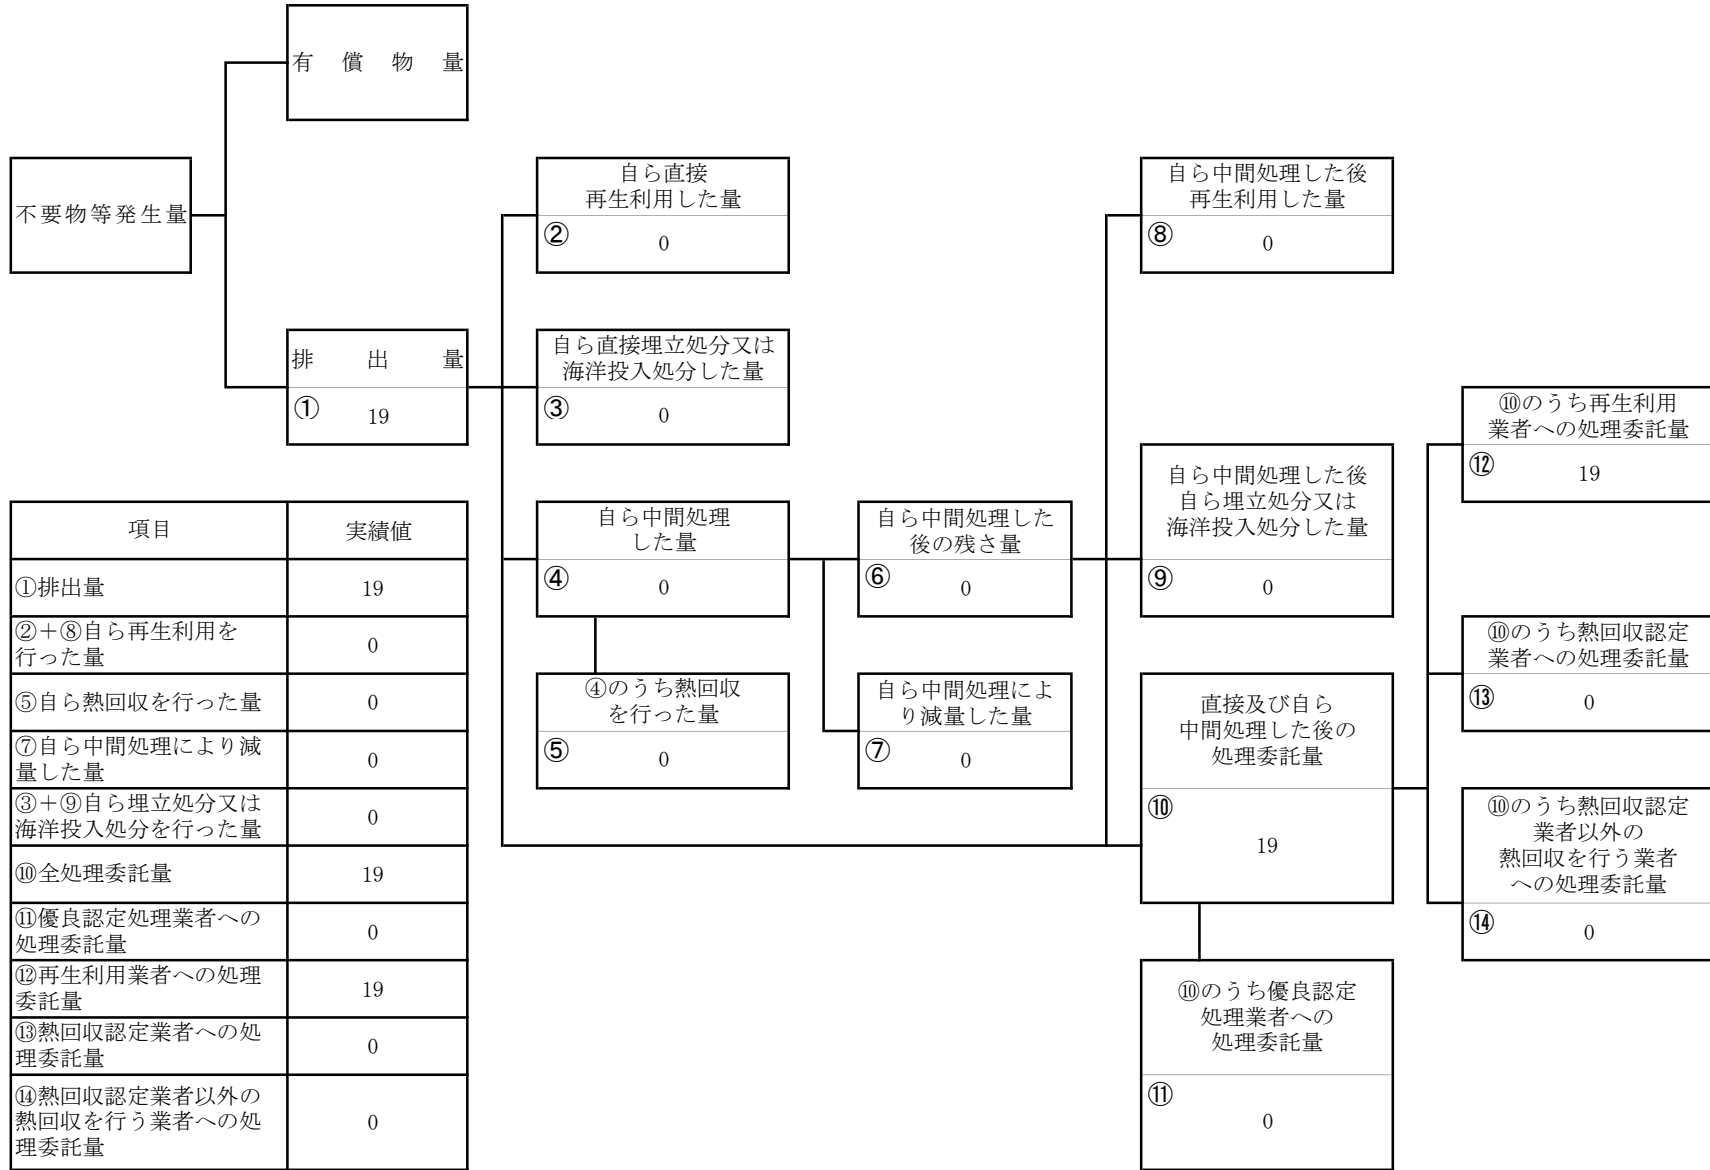 有償物量
不要物等発生量
排出量
① 19
自ら直接
再生利用した量
② 0
自ら直接埋立処分又は
海洋投入処分した量
③ 0
自ら中間処理
した量
④ 0
④のうち熱回収
を行った量
⑤ 0
自ら中間処理した
後の残さ量
⑥ 0
自ら中間処理によ
り減量した量
⑦ 0
自ら中間処理した後
再生利用した量
⑧ 0
自ら中間処理した後
自ら埋立処分又は
海洋投入処分した量
⑨ 0
直接及び自ら
中間処理した後の
処理委託量
⑩
19
⑩のうち優良認定
処理業者への
処理委託量
⑪
0
⑩のうち再生利用
業者への処理委託量
⑫ 19
⑩のうち熱回収認定
業者への処理委託量
⑬ 0
⑩のうち熱回収認定
業者以外の
熱回収を行う業者
への処理委託量
⑭ 0
項目 実績値
①排出量 19
②＋⑧自ら再生利用を
行った量 0
⑤自ら熱回収を行った量 0
⑦自ら中間処理により減
量した量 0
③＋⑨自ら埋立処分又は
海洋投入処分を行った量 0
⑩全処理委託量 19
⑪優良認定処理業者への
処理委託量 0
⑫再生利用業者への処理
委託量 19
⑬熱回収認定業者への処
理委託量 0
⑭熱回収認定業者以外の
熱回収を行う業者への処
理委託量 0